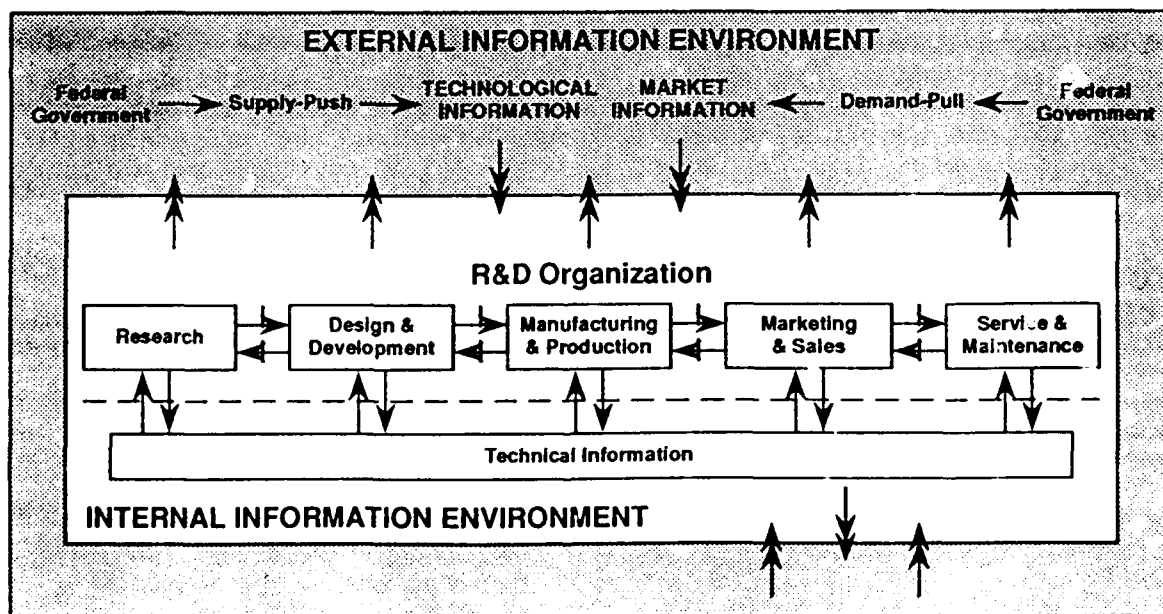 EXTERNAL INFORMATION ENVIRONMENT
Federal Government
Supply-Push
TECHNOLOGICAL INFORMATION
MARKET INFORMATION
Demand-Pull
Federal Government
R&D Organization
Research
Design & Development
Manufacturing & Production
Marketing & Sales
Service & Maintenance
Technical Information
INTERNAL INFORMATION ENVIRONMENT